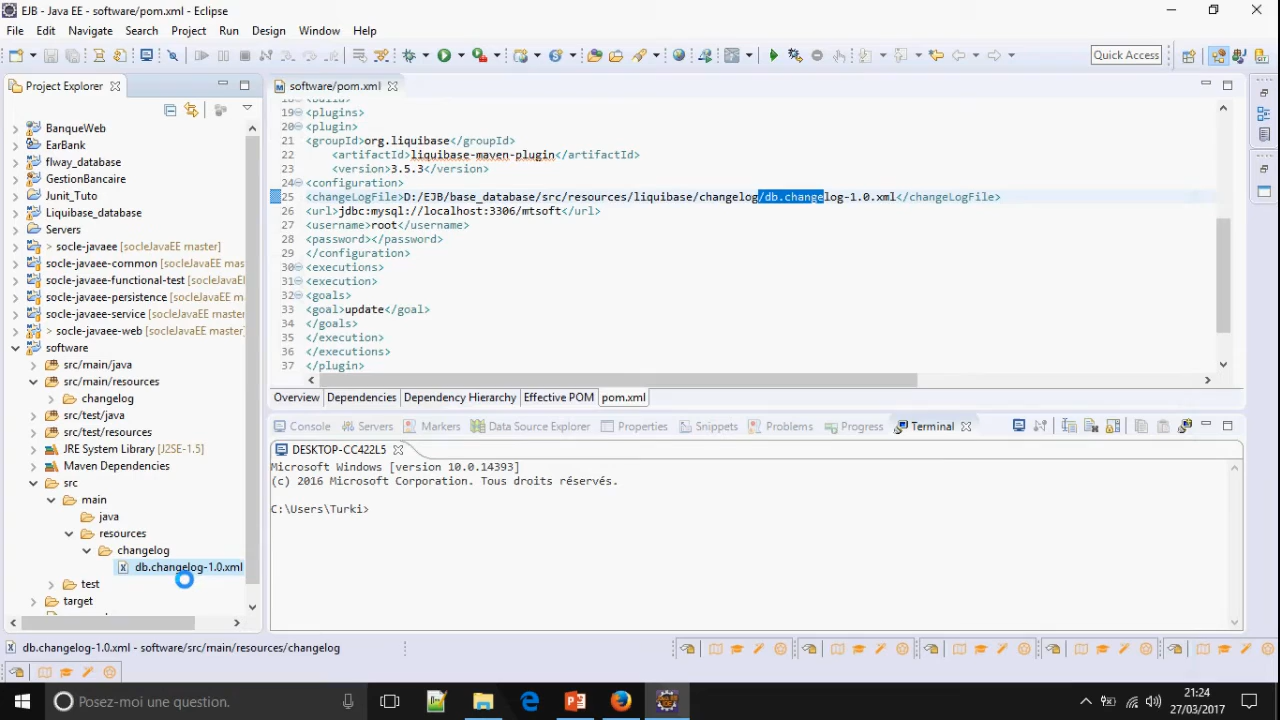 EJB - Java EE - software/pom.xml - Eclipse
File Edit Navigate Search Project Run Design Window Help
Quick Access
Project Explorer
BanqueWeb
EarBank
flway_database
GestionBancaire
Junit_Tuto
Liquibase_database
Servers
> socle-javaee [socleJavaEE master]
socle-javaee-common [socleJavaEE mast
socle-javaee-functional-test [socleJavaEE
socle-javaee-persistence [socleJavaEE m
socle-javaee-service [socleJavaEE master]
> socle-javaee-web [socleJavaEE master]
software
src/main/java
src/main/resources
changelog
src/test/java
src/test/resources
JRE System Library [J2SE-1.5]
Maven Dependencies
src
main
java
resources
changelog
db.changelog-1.0.xml
test
target
software/pom.xml
18 <build>
19 <plugins>
20 <plugin>
21 <groupId>org.liquibase</groupId>
22 <artifactId>liquibase-maven-plugin</artifactId>
23 <version>3.5.3</version>
24 <configuration>
25 <changeLogFile>D:/EJB/base_database/src/resources/liquibase/changelog/db.changelog-1.0.xml</changeLogFile>
26 <url>jdbc:mysql://localhost:3306/mtsoft</url>
27 <username>root</username>
28 <password></password>
29 </configuration>
30 <executions>
31 <execution>
32 <goals>
33 <goal>update</goal>
34 </goals>
35 </execution>
36 </executions>
37 </plugin>
Overview Dependencies Dependency Hierarchy Effective POM pom.xml
Console Servers Markers Data Source Explorer Properties Snippets Problems Progress Terminal
DESKTOP-CC422L5
Microsoft Windows [version 10.0.14393]
(c) 2016 Microsoft Corporation. Tous droits réservés.
C:\Users\Turki>
db.changelog-1.0.xml - software/src/main/resources/changelog
Posez-moi une question.
21:24
27/03/2017